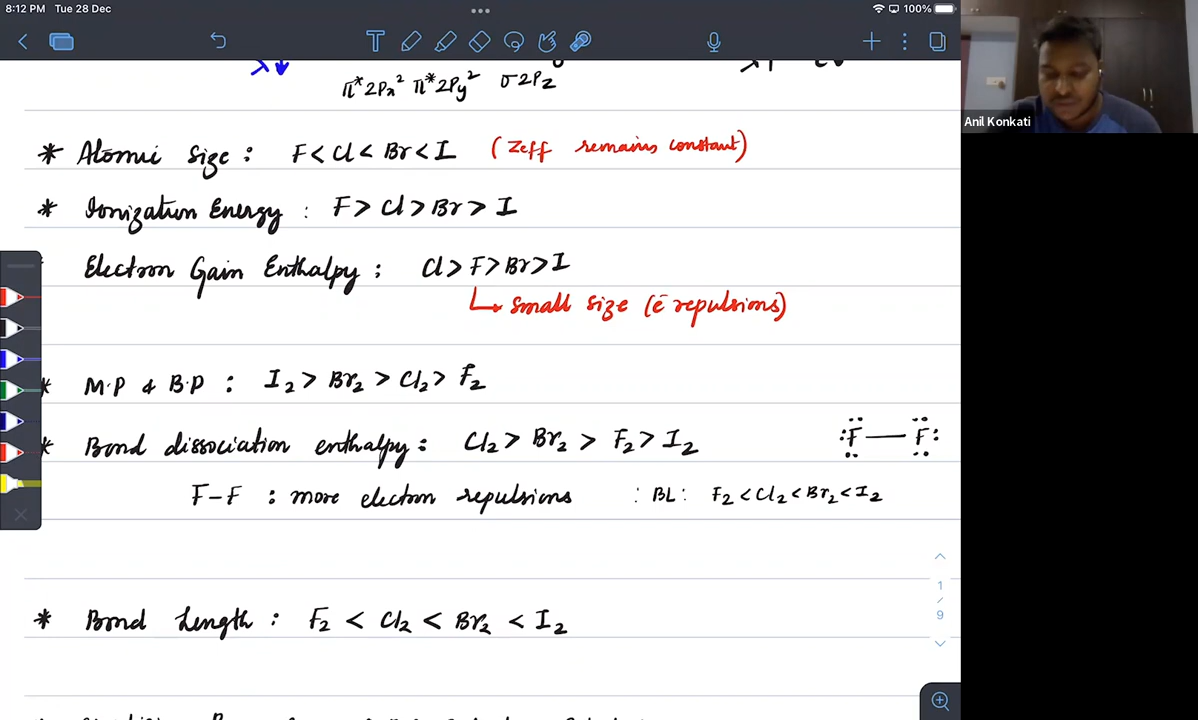 8:12 PM Tue 28 Dec
100%
π*2Px² π*2Py² σ2Pz
Anil Konkati
* Atomic Size : F < Cl < Br < I (Zeff remains constant)
* Ionization Energy : F > Cl > Br > I
Electron Gain Enthalpy : Cl > F > Br > I
↳ Small size (ē repulsions)
* M.P & B.P : I₂ > Br₂ > Cl₂ > F₂
* Bond dissociation enthalpy : Cl₂ > Br₂ > F₂ > I₂ :F — F:
F-F : more electron repulsions : BL : F₂ < Cl₂ < Br₂ < I₂
1
/
9
* Bond Length : F₂ < Cl₂ < Br₂ < I₂